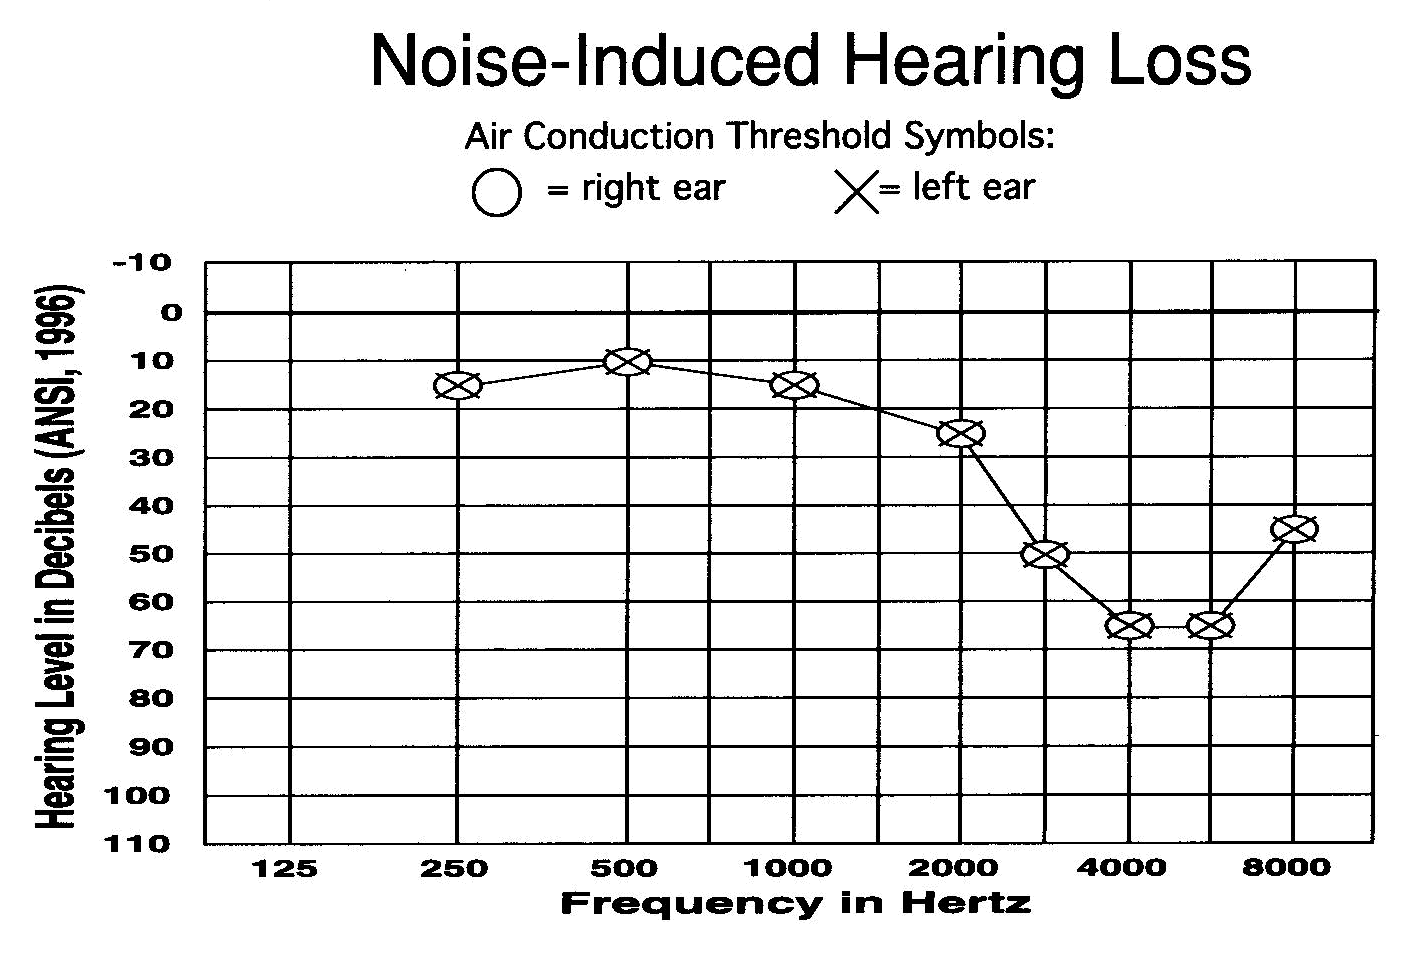 Noise-Induced Hearing Loss
Air Conduction Threshold Symbols:
= right ear = left ear
Hearing Level in Decibels (ANSI, 1996)
-10
0
10
20
30
40
50
60
70
80
90
100
110
125 250 500 1000 2000 4000 8000
Frequency in Hertz